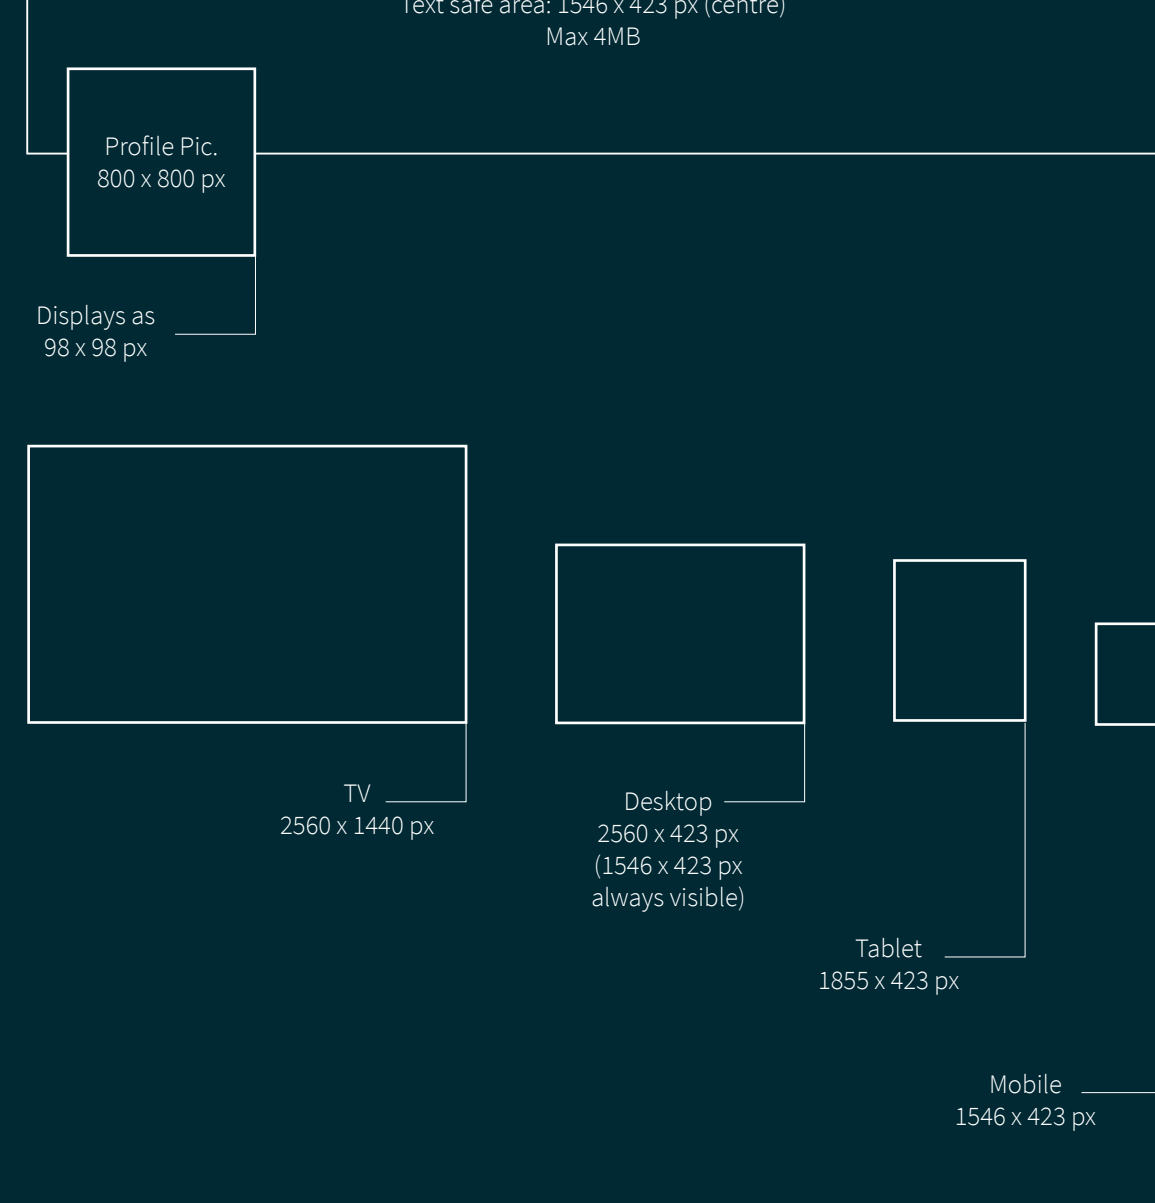 Text safe area: 1546 x 423 px (centre)
Max 4MB
Profile Pic.
800 x 800 px
Displays as
98 x 98 px
TV
2560 x 1440 px
Desktop
2560 x 423 px
(1546 x 423 px
always visible)
Tablet
1855 x 423 px
Mobile
1546 x 423 px